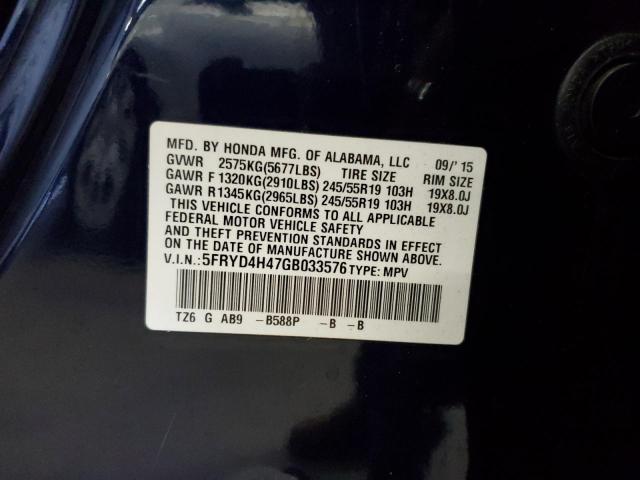 MFD. BY HONDA MFG. OF ALABAMA, LLC 09/'15
GVWR 2575KG(5677LBS) TIRE SIZE RIM SIZE
GAWR F 1320KG(2910LBS) 245/55R19 103H 19X8.0J
GAWR R1345KG(2965LBS) 245/55R19 103H 19X8.0J
THIS VEHICLE CONFORMS TO ALL APPLICABLE
FEDERAL MOTOR VEHICLE SAFETY
AND THEFT PREVENTION STANDARDS IN EFFECT
ON THE DATE OF MANUFACTURE SHOWN ABOVE.
V.I.N.:5FRYD4H47GB033576 TYPE: MPV
TZ6 G AB9 -B588P -B -B